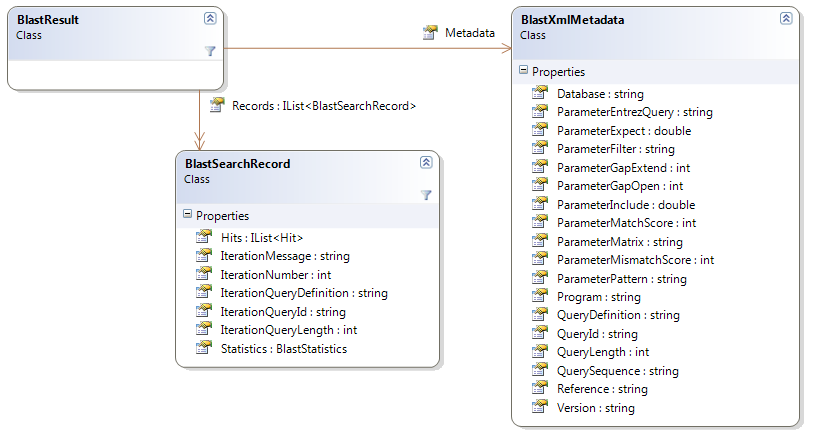 BlastResult
Class
Metadata
Records : IList<BlastSearchRecord>
BlastSearchRecord
Class
Properties
Hits : IList<Hit>
IterationMessage : string
IterationNumber : int
IterationQueryDefinition : string
IterationQueryId : string
IterationQueryLength : int
Statistics : BlastStatistics
BlastXmlMetadata
Class
Properties
Database : string
ParameterEntrezQuery : string
ParameterExpect : double
ParameterFilter : string
ParameterGapExtend : int
ParameterGapOpen : int
ParameterInclude : double
ParameterMatchScore : int
ParameterMatrix : string
ParameterMismatchScore : int
ParameterPattern : string
Program : string
QueryDefinition : string
QueryId : string
QueryLength : int
QuerySequence : string
Reference : string
Version : string